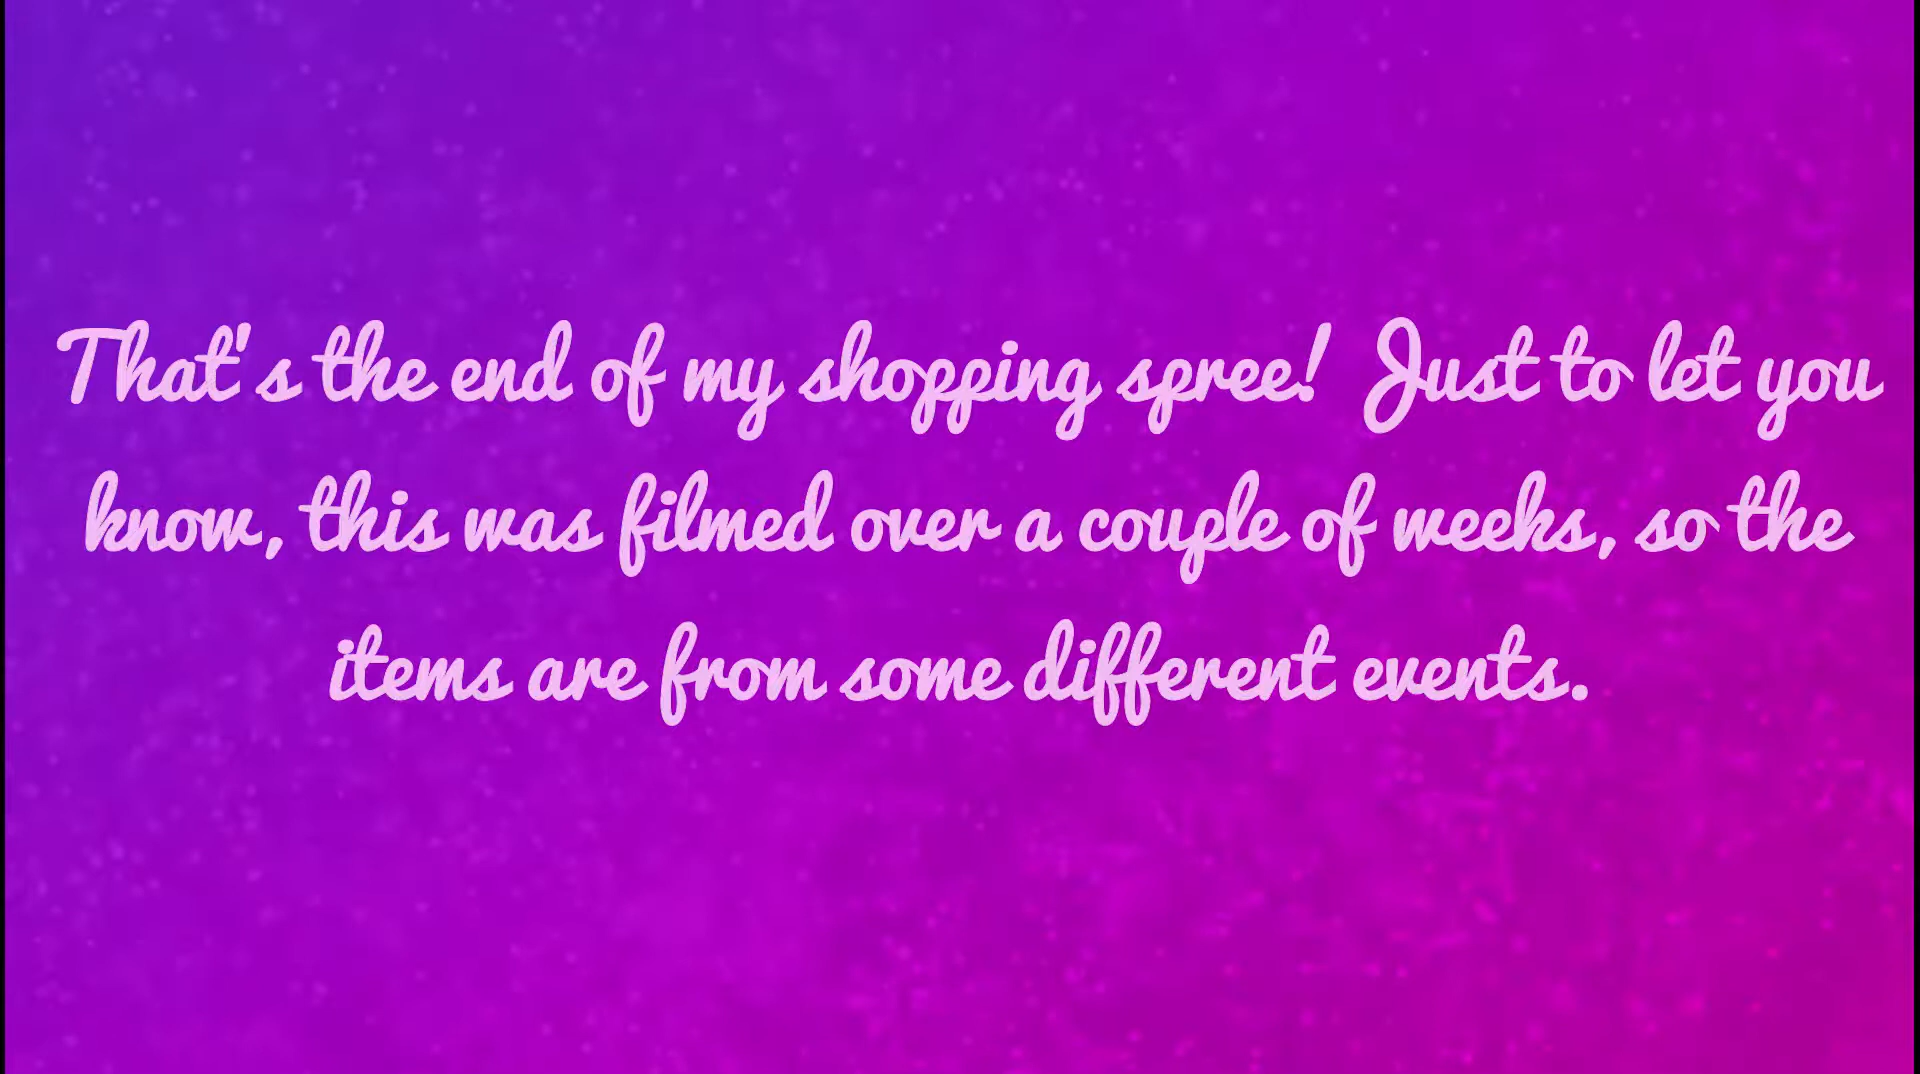 That's the end of my shopping spree! Just to let you
know, this was filmed over a couple of weeks, so the
items are from some different events.